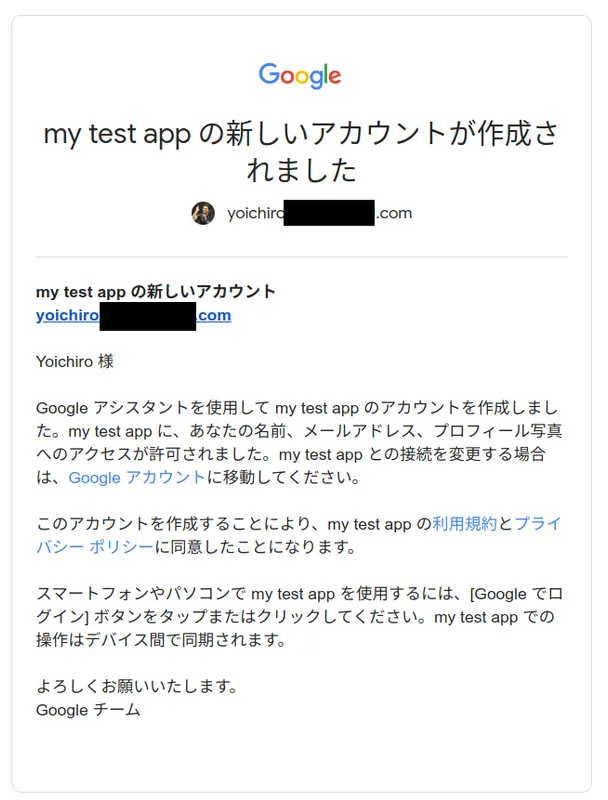 Google
my test app の新しいアカウントが作成さ
れました
yoichiro .com
my test app の新しいアカウント
yoichiro .com
Yoichiro 様
Google アシスタントを使用して my test app のアカウントを作成しまし
た。my test app に、あなたの名前、メールアドレス、プロフィール写真
へのアクセスが許可されました。my test app との接続を変更する場合
は、Google アカウントに移動してください。
このアカウントを作成することにより、my test app の利用規約とプライ
バシー ポリシーに同意したことになります。
スマートフォンやパソコンで my test app を使用するには、[Google でロ
グイン] ボタンをタップまたはクリックしてください。my test app での
操作はデバイス間で同期されます。
よろしくお願いいたします。
Google チーム